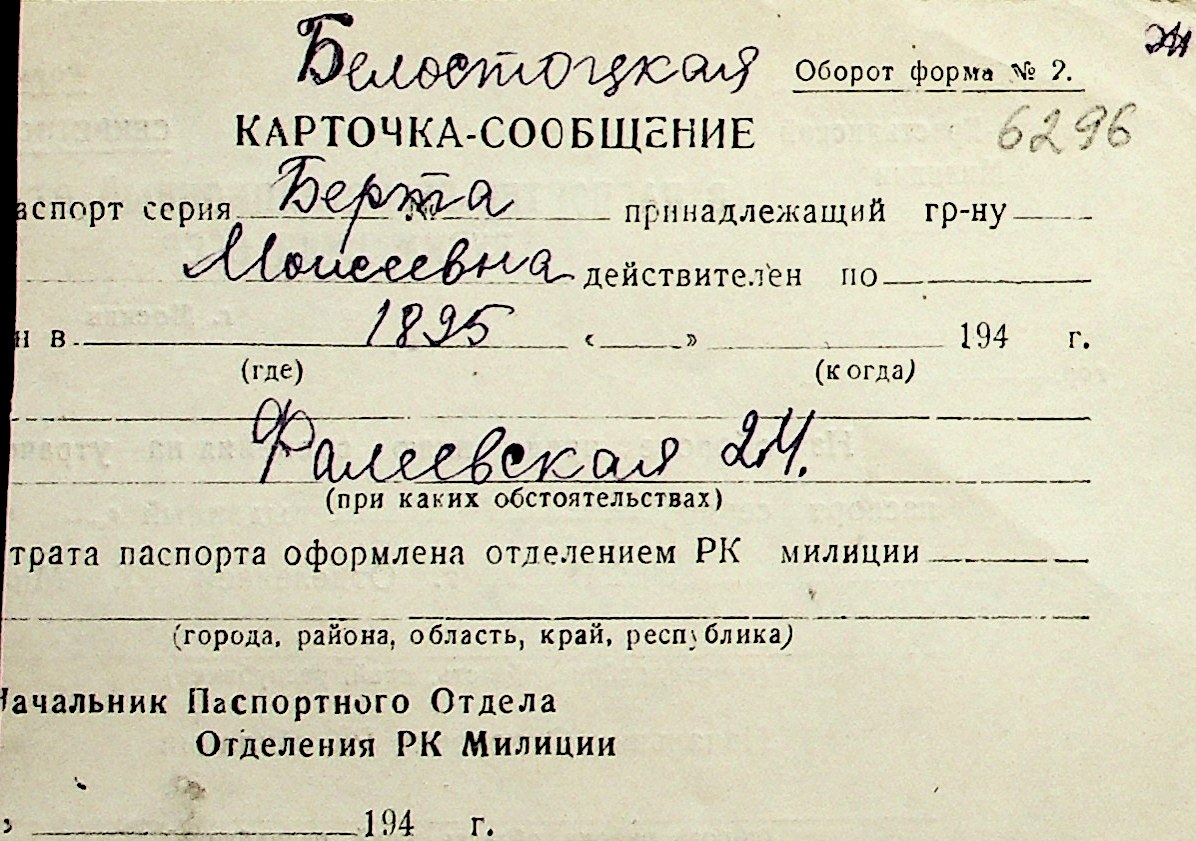 Белостоцкая
Оборот форма № 2.
КАРТОЧКА-СООБЩЕНИЕ 6296
аспорт серия Берта № принадлежащий гр-ну
Моисеевна действителен по
н в 1895 « » 194 г.
(где) (когда)
Фалеевская 24.
(при каких обстоятельствах)
трата паспорта оформлена отделением РК милиции
(города, района, область, край, республика)
Начальник Паспортного Отдела
Отделения РК Милиции
» 194 г.